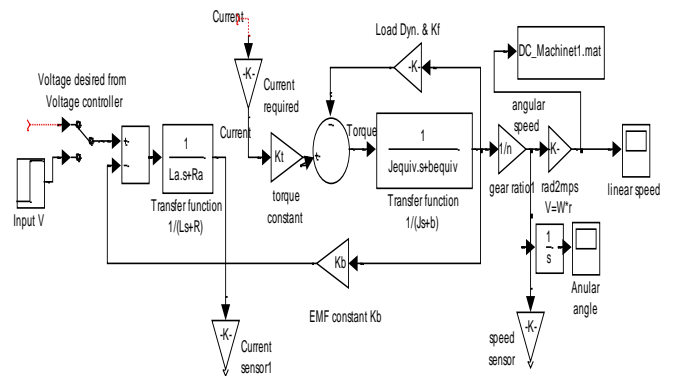 Current
Load Dyn. & Kf
-K-
DC_Machinet1.mat
Voltage desired from
Voltage controller
-K-
Current
required
Current
Torque
angular
speed
1
La.s+Ra
Kt
1
Jequiv.s+bequiv
1/n
K-
Input V
Transfer function
1/(Ls+R)
torque
constant
Transfer function
1/(Js+b)
gear ratio1
rad2mps
V=W*r
linear speed
1
s
Kb
Anular
angle
EMF constant Kb
-K-
Current
sensor1
speed
sensor
-K-